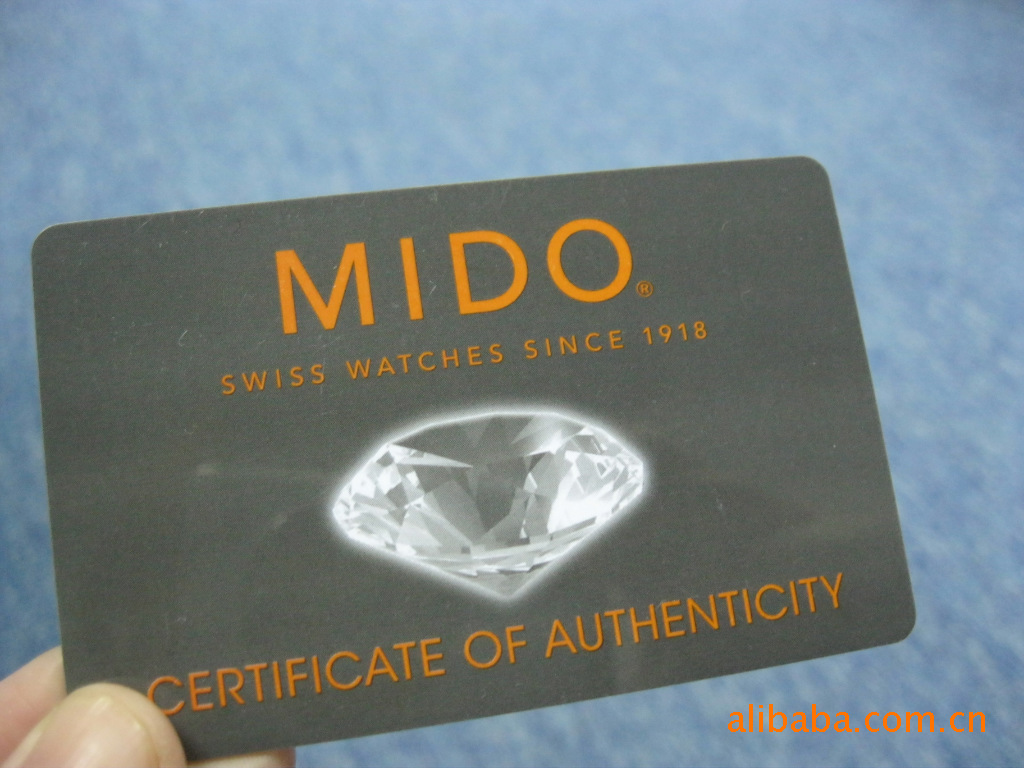 MIDO®
SWISS WATCHES SINCE 1918
CERTIFICATE OF AUTHENTICITY
alibaba.com.cn